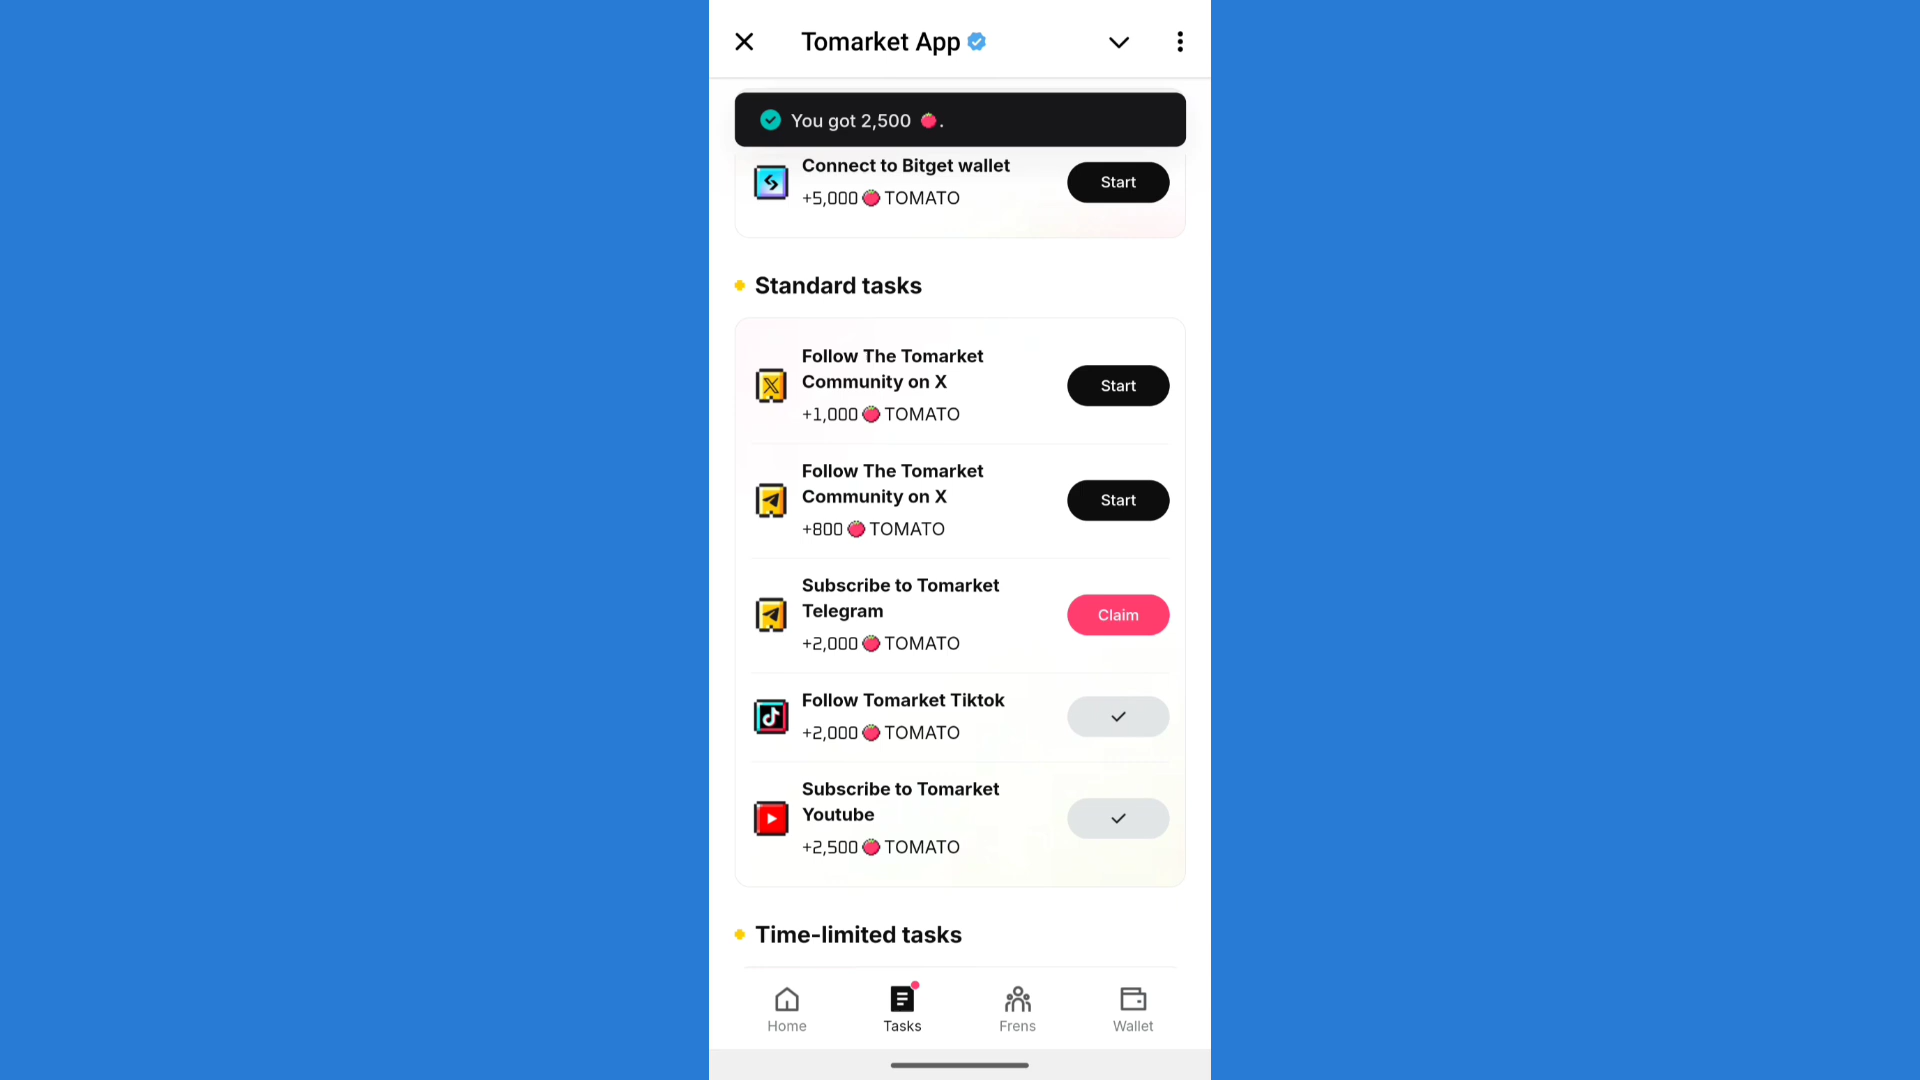 Tomarket App
You got 2,500 .
Connect to Bitget wallet
+5,000 TOMATO
Start
Standard tasks
Follow The Tomarket
Community on X
+1,000 TOMATO
Start
Follow The Tomarket
Community on X
+800 TOMATO
Start
Subscribe to Tomarket
Telegram
+2,000 TOMATO
Claim
Follow Tomarket Tiktok
+2,000 TOMATO
Subscribe to Tomarket
Youtube
+2,500 TOMATO
Time-limited tasks
Home
Tasks
Frens
Wallet